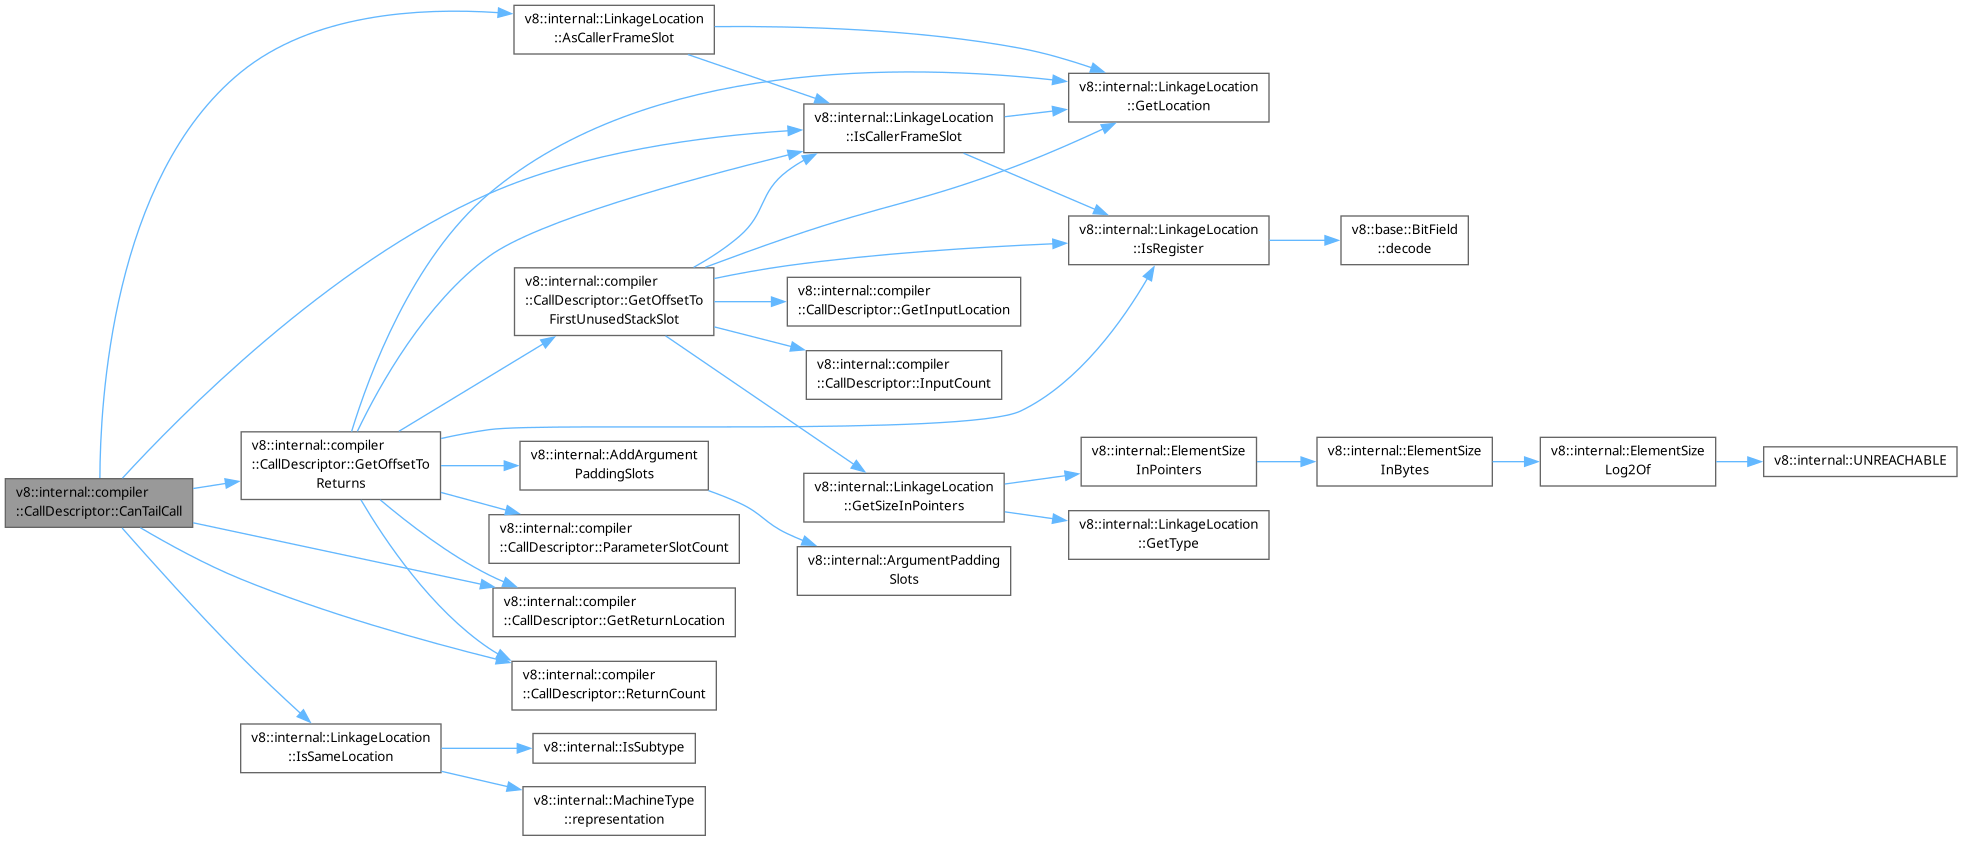 v8::internal::LinkageLocation
::AsCallerFrameSlot
v8::internal::LinkageLocation
::GetLocation
v8::internal::LinkageLocation
::IsCallerFrameSlot
v8::internal::LinkageLocation
::IsRegister
v8::base::BitField
::decode
v8::internal::compiler
::CallDescriptor::GetOffsetTo
FirstUnusedStackSlot
v8::internal::compiler
::CallDescriptor::GetInputLocation
v8::internal::compiler
::CallDescriptor::InputCount
v8::internal::compiler
::CallDescriptor::GetOffsetTo
Returns
v8::internal::AddArgument
PaddingSlots
v8::internal::ElementSize
InPointers
v8::internal::ElementSize
InBytes
v8::internal::ElementSize
Log2Of
v8::internal::UNREACHABLE
v8::internal::compiler
::CallDescriptor::CanTailCall
v8::internal::LinkageLocation
::GetSizeInPointers
v8::internal::LinkageLocation
::GetType
v8::internal::compiler
::CallDescriptor::ParameterSlotCount
v8::internal::ArgumentPadding
Slots
v8::internal::compiler
::CallDescriptor::GetReturnLocation
v8::internal::compiler
::CallDescriptor::ReturnCount
v8::internal::LinkageLocation
::IsSameLocation
v8::internal::IsSubtype
v8::internal::MachineType
::representation